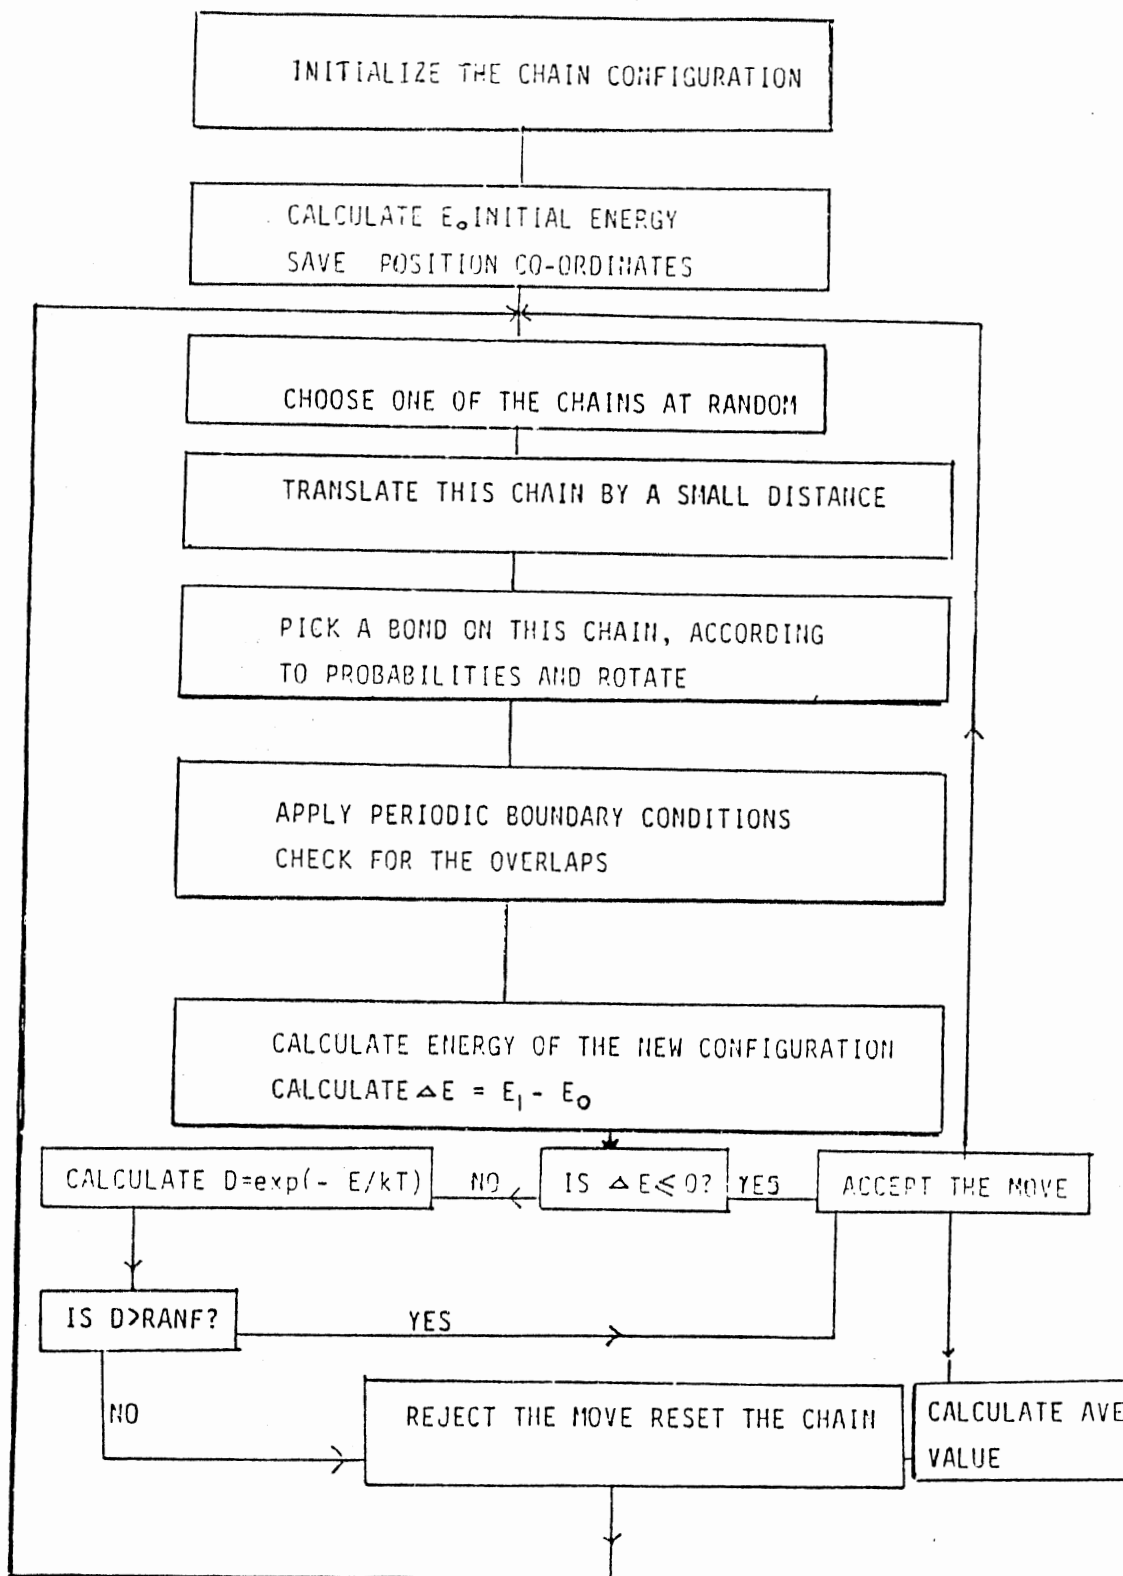 INITIALIZE THE CHAIN CONFIGURATION
CALCULATE E₀ INITIAL ENERGY
SAVE POSITION CO-ORDINATES
CHOOSE ONE OF THE CHAINS AT RANDOM
TRANSLATE THIS CHAIN BY A SMALL DISTANCE
PICK A BOND ON THIS CHAIN, ACCORDING
TO PROBABILITIES AND ROTATE
APPLY PERIODIC BOUNDARY CONDITIONS
CHECK FOR THE OVERLAPS
CALCULATE ENERGY OF THE NEW CONFIGURATION
CALCULATE ΔE = E₁ - E₀
CALCULATE D=exp(- E/kT)
NO
IS ΔE≤0?
YES
ACCEPT THE MOVE
IS D>RANF?
YES
NO
REJECT THE MOVE RESET THE CHAIN
CALCULATE AVE
VALUE